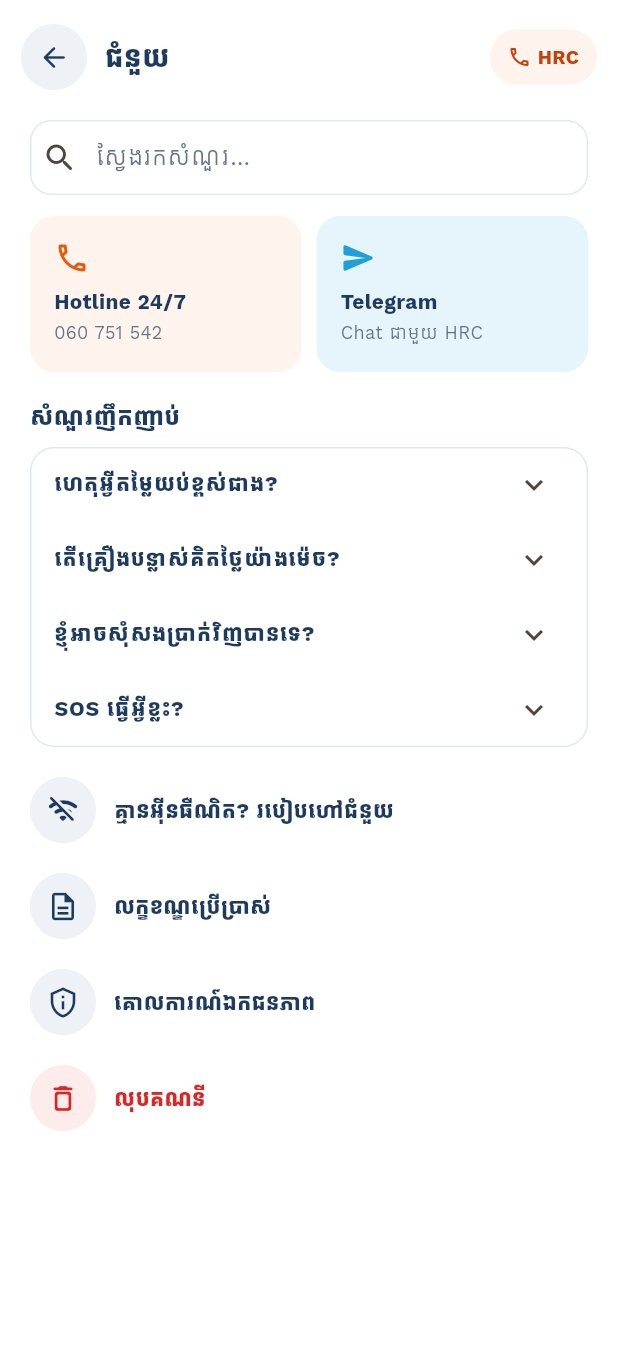 ជំនួយ
HRC
ស្វែងរកសំណួរ...
Hotline 24/7
060 751 542
Telegram
Chat ជាមួយ HRC
សំណួរញឹកញាប់
ហេតុអ្វីតម្លៃយប់ខ្ពស់ជាង?
តើគ្រឿងបន្លាស់គិតថ្លៃយ៉ាងម៉េច?
ខ្ញុំអាចសុំសងប្រាក់វិញបានទេ?
SOS ធ្វើអ្វីខ្លះ?
គ្មានអ៊ីនធឺណិត? របៀបហៅជំនួយ
លក្ខខណ្ឌប្រើប្រាស់
គោលការណ៍ឯកជនភាព
លុបគណនី